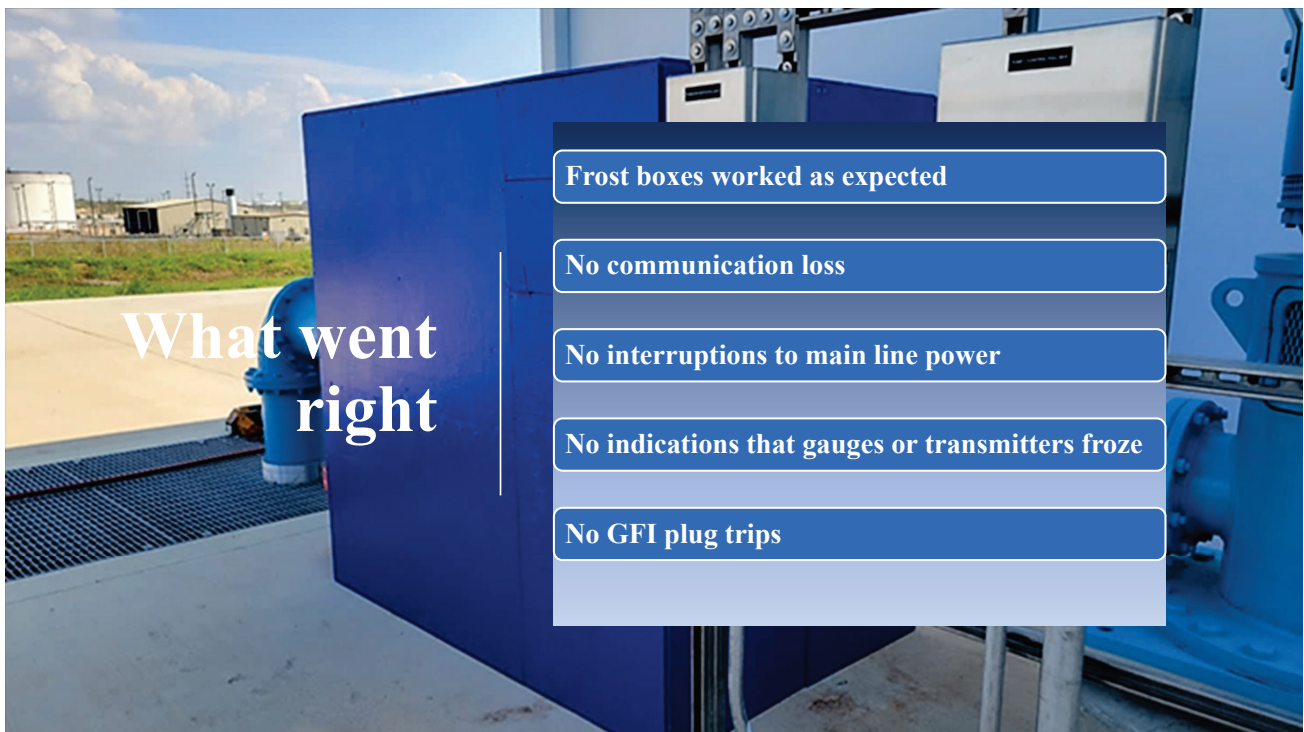 What went
right
Frost boxes worked as expected
No communication loss
No interruptions to main line power
No indications that gauges or transmitters froze
No GFI plug trips